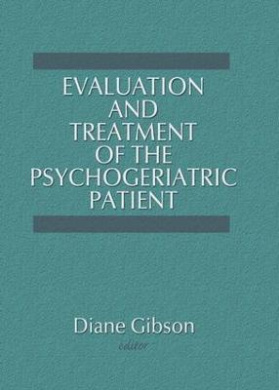 EVALUATION
AND
TREATMENT
OF THE
PSYCHOGERIATRIC
PATIENT
Diane Gibson
editor